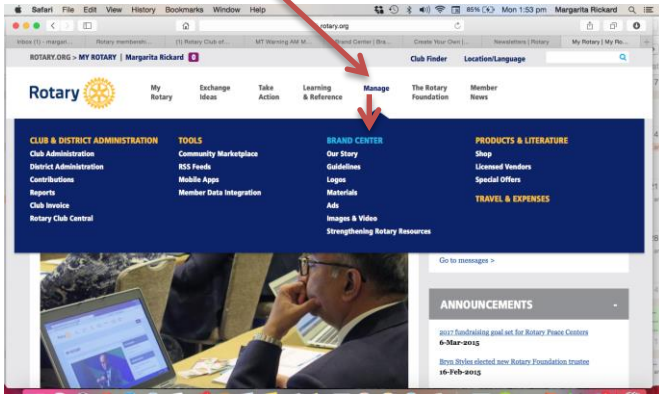 Safari File Edit View History Bookmarks Window Help 85% Mon 1:53 pm Margarita Rickard
rotary.org
Inbox (1) - margari... Rotary membershi... (1) Rotary Club of... MT Warning AM M... Brand Center | Bra... Create Your Own |... Newsletters | Rotary My Rotary | My Ro...
ROTARY.ORG > MY ROTARY | Margarita Rickard 0 Club Finder Location/Language
Rotary
My Rotary
Exchange Ideas
Take Action
Learning & Reference
Manage
The Rotary Foundation
Member News
CLUB & DISTRICT ADMINISTRATION
Club Administration
District Administration
Contributions
Reports
Club Invoice
Rotary Club Central
TOOLS
Community Marketplace
RSS Feeds
Mobile Apps
Member Data Integration
BRAND CENTER
Our Story
Guidelines
Logos
Materials
Ads
Images & Video
Strengthening Rotary Resources
PRODUCTS & LITERATURE
Shop
Licensed Vendors
Special Offers
TRAVEL & EXPENSES
Go to messages >
ANNOUNCEMENTS -
2017 fundraising goal set for Rotary Peace Centers
6-Mar-2015
Bryn Styles elected new Rotary Foundation trustee
16-Feb-2015